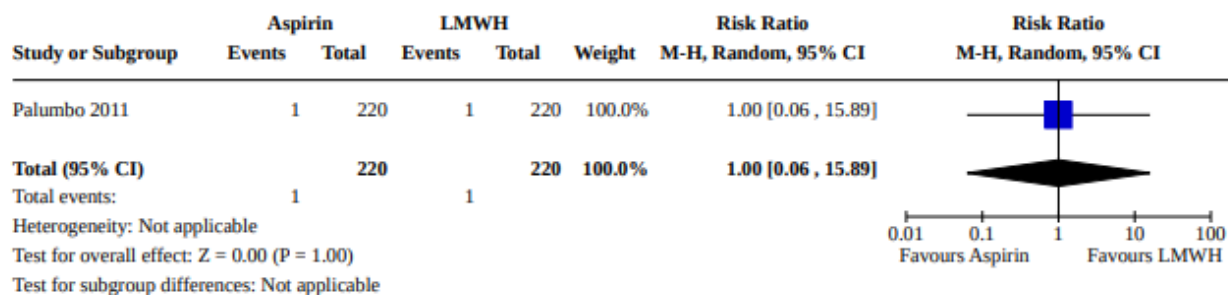 Aspirin LMWH Risk Ratio Risk Ratio
Study or Subgroup Events Total Events Total Weight M-H, Random, 95% CI M-H, Random, 95% CI
Palumbo 2011 1 220 1 220 100.0% 1.00 [0.06 , 15.89]
Total (95% CI) 220 220 100.0% 1.00 [0.06 , 15.89]
Total events: 1 1
Heterogeneity: Not applicable
0.01 0.1 1 10 100
Test for overall effect: Z = 0.00 (P = 1.00)
Favours Aspirin Favours LMWH
Test for subgroup differences: Not applicable